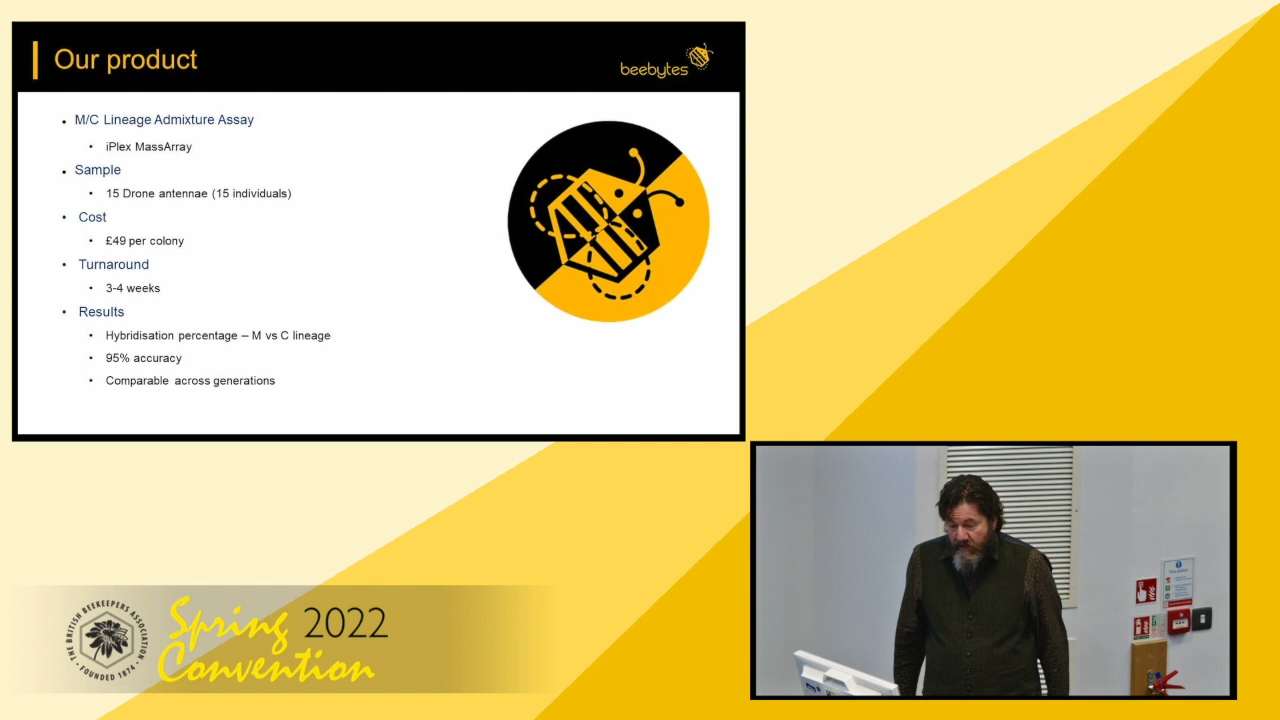 Our product
beebytes
M/C Lineage Admixture Assay
iPlex MassArray
Sample
15 Drone antennae (15 individuals)
Cost
£49 per colony
Turnaround
3-4 weeks
Results
Hybridisation percentage – M vs C lineage
95% accuracy
Comparable across generations
THE BRITISH BEEKEEPERS ASSOCIATION
• FOUNDED 1874 •
Spring 2022
Convention